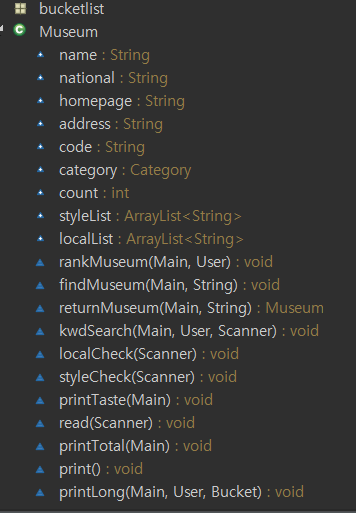 bucketlist
Museum
name : String
national : String
homepage : String
address : String
code : String
category : Category
count : int
styleList : ArrayList<String>
localList : ArrayList<String>
rankMuseum(Main, User) : void
findMuseum(Main, String) : void
returnMuseum(Main, String) : Museum
kwdSearch(Main, User, Scanner) : void
localCheck(Scanner) : void
styleCheck(Scanner) : void
printTaste(Main) : void
read(Scanner) : void
printTotal(Main) : void
print() : void
printLong(Main, User, Bucket) : void